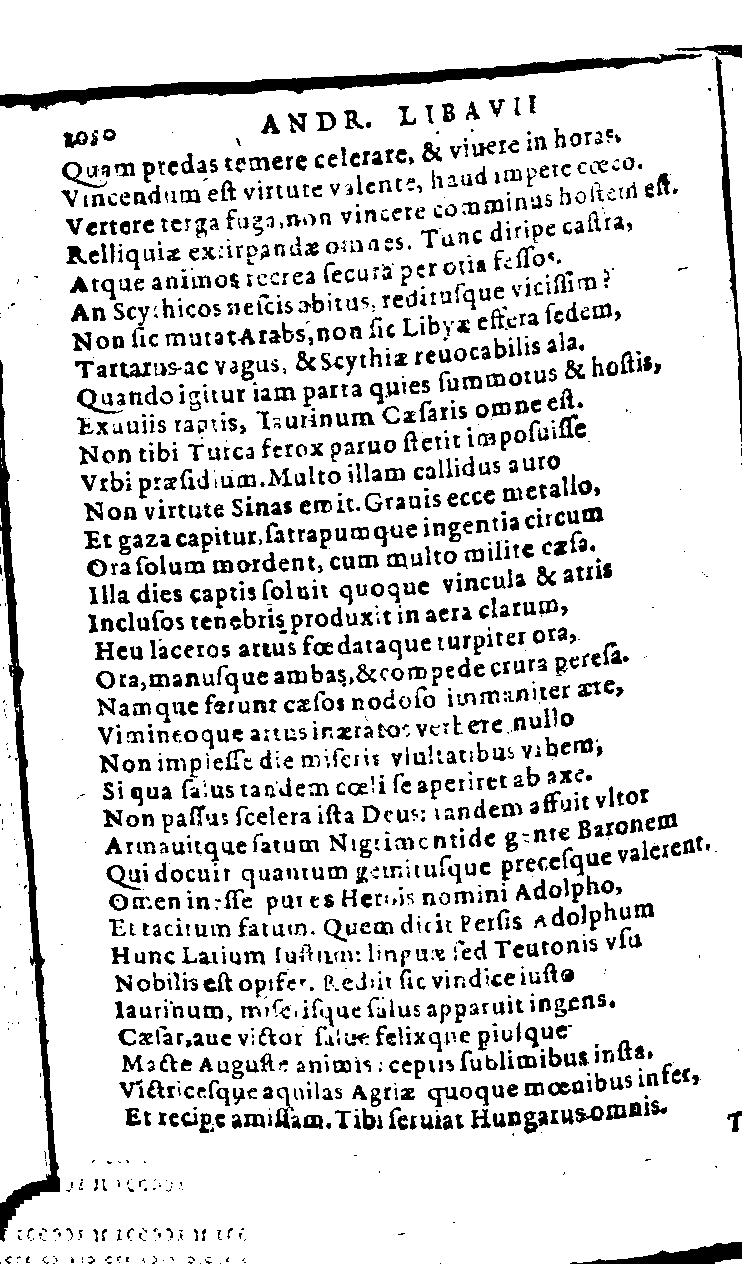 1050 ANDR. LIBAVII
Quam predas temere celerare, & viuere in horas.
Vincendum est virtute valente, haud impete cœco.
Vertere terga fuga, non vincere comminus hostem est.
Relliquiæ extirpandæ omnes. Tunc diripe castra,
Atque animos recrea secura per otia fessos.
An Scythicos nescis abitus, reditusque vicissim?
Non sic mutat Arabs, non sic Libyæ effera sedem,
Tartarus ac vagus, & Scythiæ reuocabilis ala.
Quando igitur iam parta quies summotus & hostis,
Exuuiis raptis, Iaurinum Cæsaris omne est.
Non tibi Turca ferox paruo stetit imposuisse
Vrbi præsidium. Multo illam callidus auro
Non virtute Sinas emit. Grauis ecce metallo,
Et gaza capitur, satrapumque ingentia circum
Ora solum mordent, cum multo milite cæsa.
Illa dies captis soluit quoque vincula & atris
Inclusos tenebris produxit in aera clarum,
Heu laceros artus fœdataque turpiter ora,
Ora, manusque ambas, & compede crura peresa.
Namque ferunt cæsos nodoso immaniter ære,
Vimineoque artus inæratos verbere nullo
Non impiesse die miseris vlultatibus vrbem,
Si qua salus tandem cœli se aperiret ab axe.
Non passus scelera ista Deus: tandem affuit vltor
Armauitque satum Nigrimontide gente Baronem
Qui docuit quantum gemitusque precesque valerent.
Omen inesse putes Herois nomini Adolpho,
Et tacitum fatum. Quem dicit Persis Adolphum
Hunc Latium linguæ sed Teutonis vsu
Nobilis est opifer. Rediit sic vindice iusto
Iaurinum, miserisque salus apparuit ingens.
Cæsar, aue victor salue felixque piusque
Macte Auguste animis: ceptis sublimibus insta.
Victricesque aquilas Agriæ quoque mœnibus infer,
Et recipe amissam. Tibi seruiat Hungarus omnis.
T